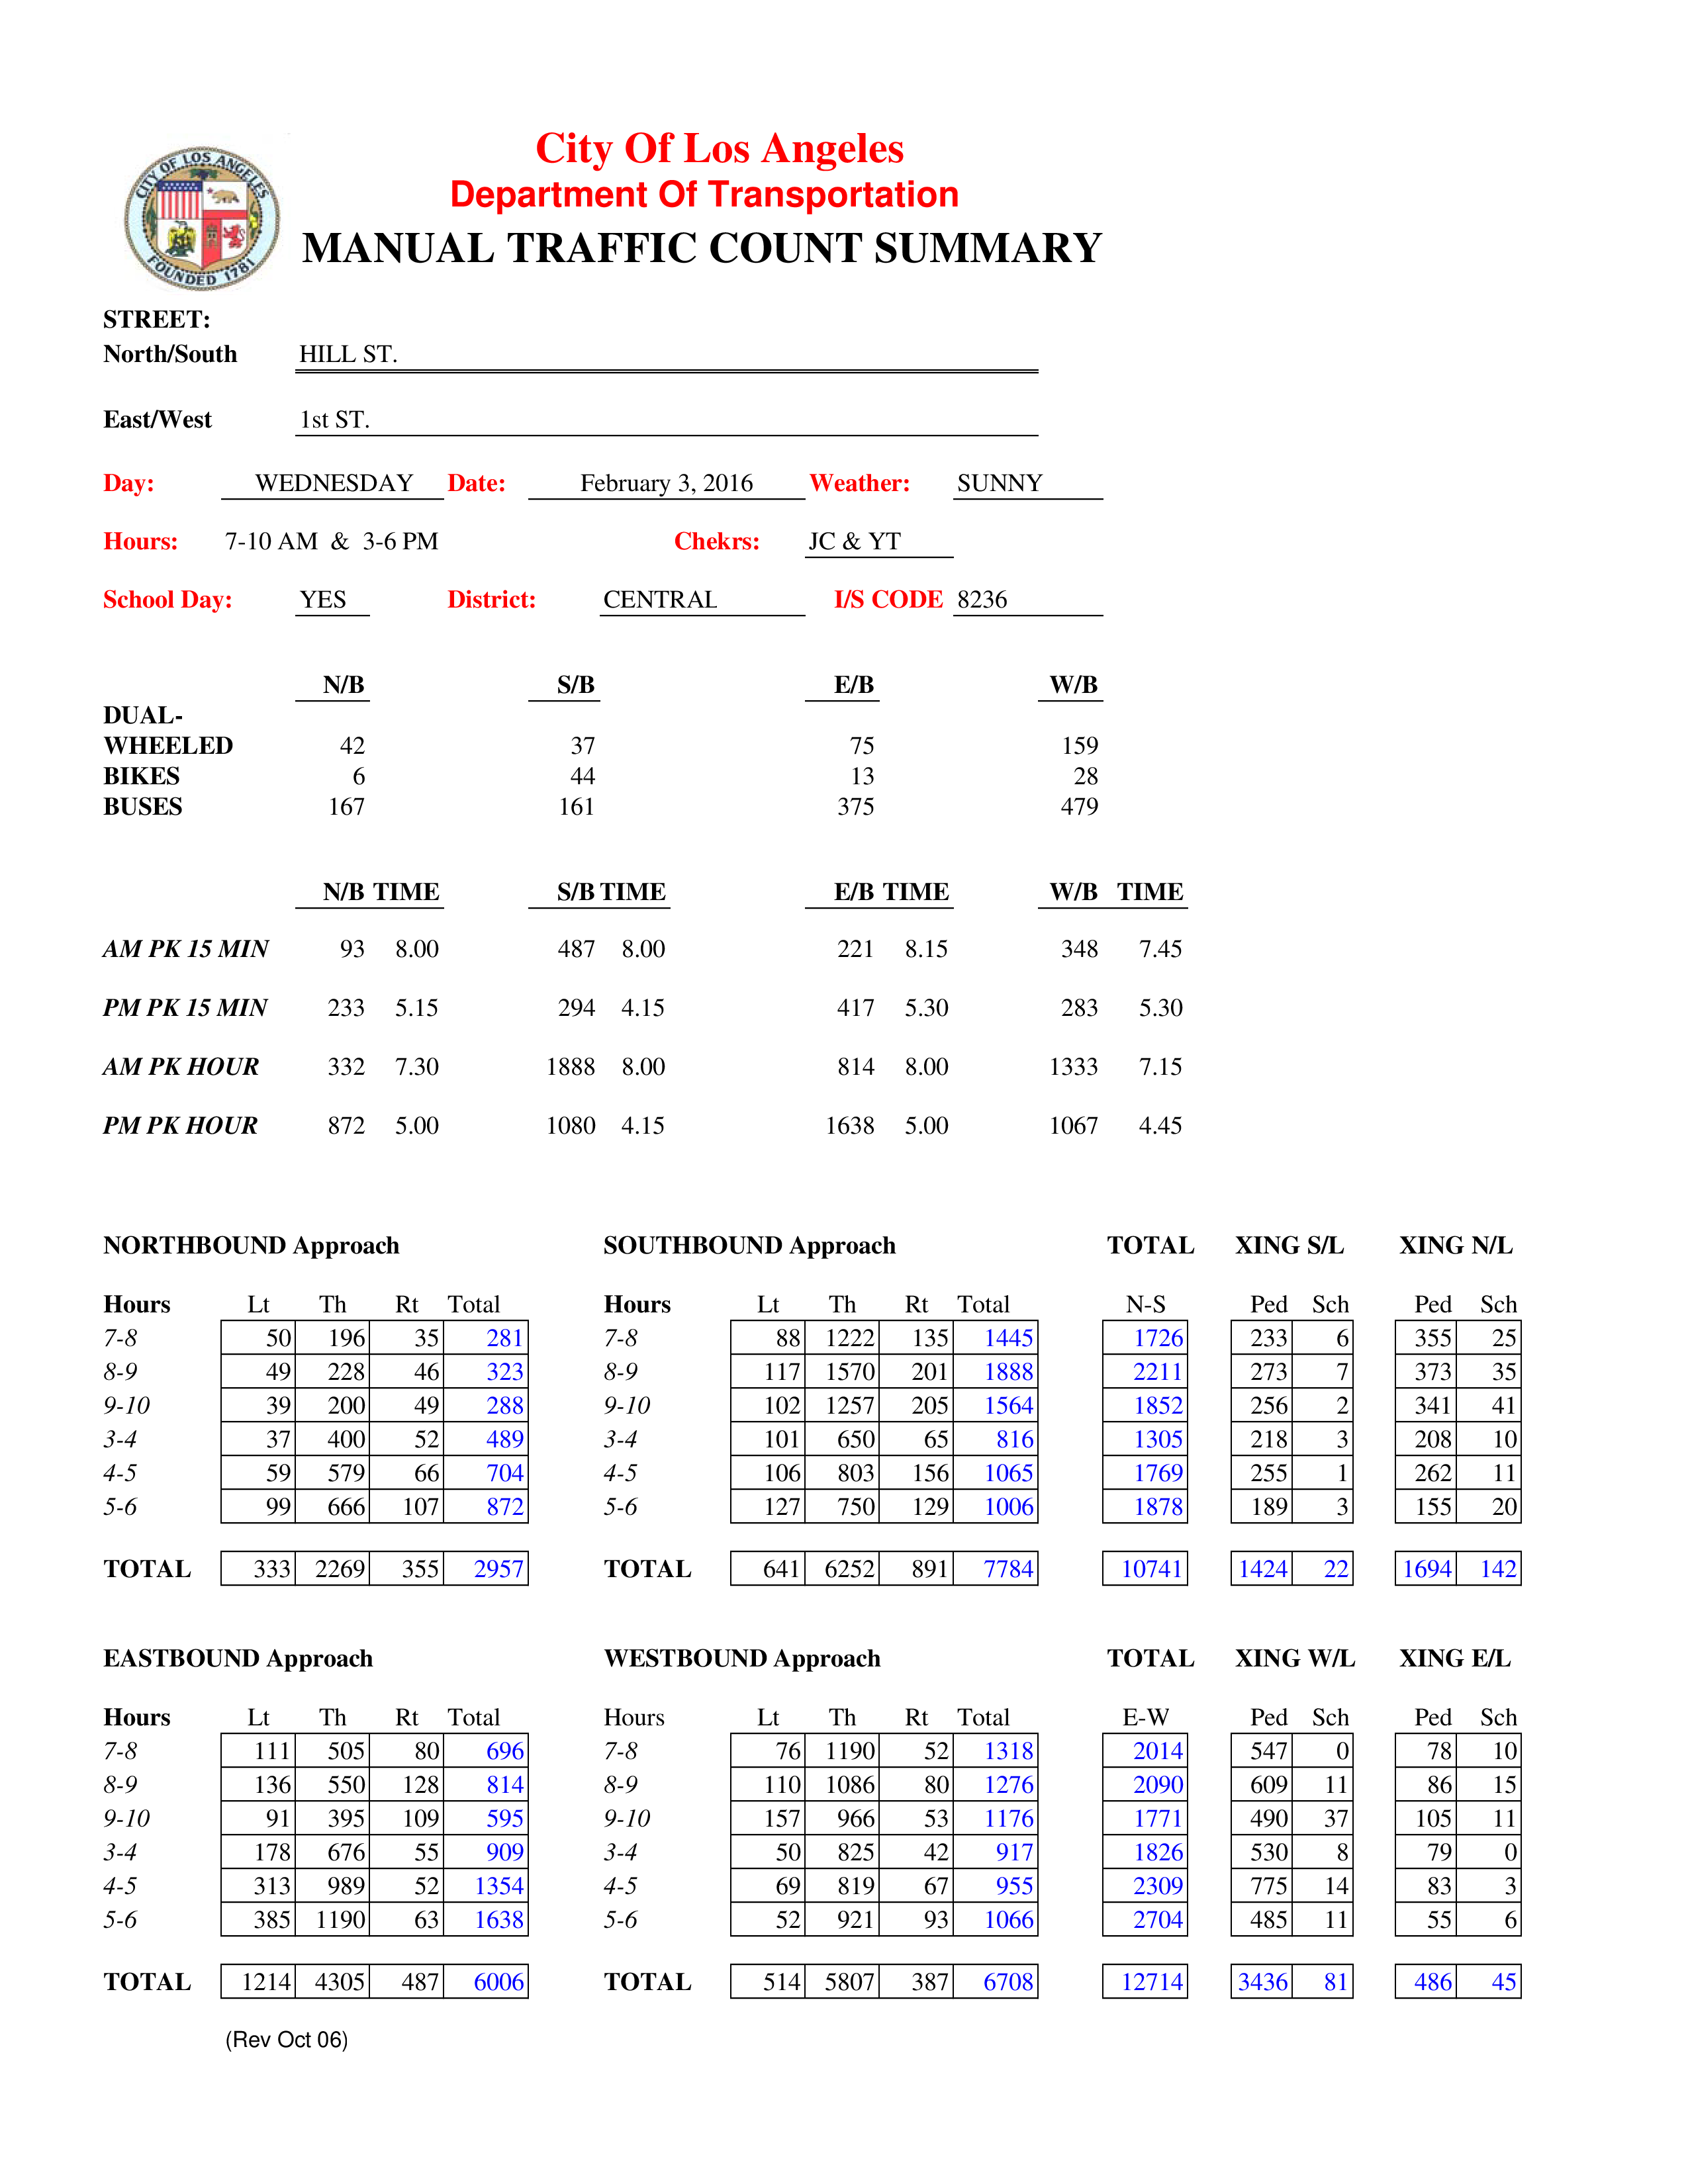 City Of Los Angeles
Department Of Transportation
MANUAL TRAFFIC COUNT SUMMARY
CITY OF LOS ANGELES
FOUNDED 1781
STREET:
North/South HILL ST.
East/West 1st ST.
Day: WEDNESDAY Date: February 3, 2016 Weather: SUNNY
Hours: 7-10 AM & 3-6 PM Chekrs: JC & YT
School Day: YES District: CENTRAL I/S CODE 8236
N/B S/B E/B W/B
DUAL-
WHEELED 42 37 75 159
BIKES 6 44 13 28
BUSES 167 161 375 479
N/B TIME S/B TIME E/B TIME W/B TIME
AM PK 15 MIN 93 8.00 487 8.00 221 8.15 348 7.45
PM PK 15 MIN 233 5.15 294 4.15 417 5.30 283 5.30
AM PK HOUR 332 7.30 1888 8.00 814 8.00 1333 7.15
PM PK HOUR 872 5.00 1080 4.15 1638 5.00 1067 4.45
NORTHBOUND Approach SOUTHBOUND Approach TOTAL XING S/L XING N/L
Hours Lt Th Rt Total Hours Lt Th Rt Total N-S Ped Sch Ped Sch
7-8 50 196 35 281 7-8 88 1222 135 1445 1726 233 6 355 25
8-9 49 228 46 323 8-9 117 1570 201 1888 2211 273 7 373 35
9-10 39 200 49 288 9-10 102 1257 205 1564 1852 256 2 341 41
3-4 37 400 52 489 3-4 101 650 65 816 1305 218 3 208 10
4-5 59 579 66 704 4-5 106 803 156 1065 1769 255 1 262 11
5-6 99 666 107 872 5-6 127 750 129 1006 1878 189 3 155 20
TOTAL 333 2269 355 2957 TOTAL 641 6252 891 7784 10741 1424 22 1694 142
EASTBOUND Approach WESTBOUND Approach TOTAL XING W/L XING E/L
Hours Lt Th Rt Total Hours Lt Th Rt Total E-W Ped Sch Ped Sch
7-8 111 505 80 696 7-8 76 1190 52 1318 2014 547 0 78 10
8-9 136 550 128 814 8-9 110 1086 80 1276 2090 609 11 86 15
9-10 91 395 109 595 9-10 157 966 53 1176 1771 490 37 105 11
3-4 178 676 55 909 3-4 50 825 42 917 1826 530 8 79 0
4-5 313 989 52 1354 4-5 69 819 67 955 2309 775 14 83 3
5-6 385 1190 63 1638 5-6 52 921 93 1066 2704 485 11 55 6
TOTAL 1214 4305 487 6006 TOTAL 514 5807 387 6708 12714 3436 81 486 45
(Rev Oct 06)